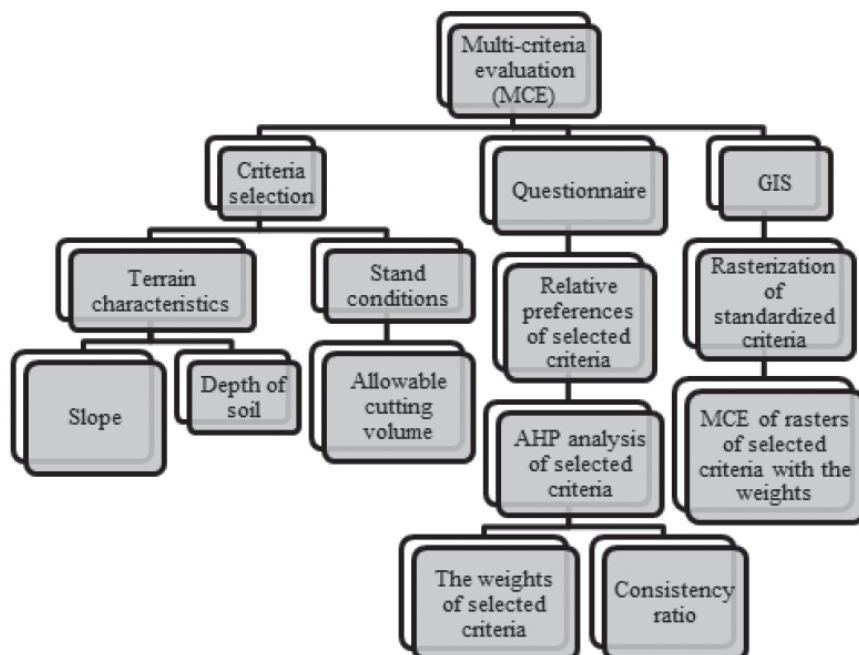 Multi-criteria
evaluation
(MCE)
Criteria
selection
Questionnaire
GIS
Terrain
characteristics
Stand
conditions
Relative
preferences
of selected
criteria
Rasterization
of
standardized
criteria
Slope
Depth of
soil
Allowable
cutting
volume
AHP analysis
of selected
criteria
MCE of rasters
of selected
criteria with the
weights
The weights
of selected
criteria
Consistency
ratio